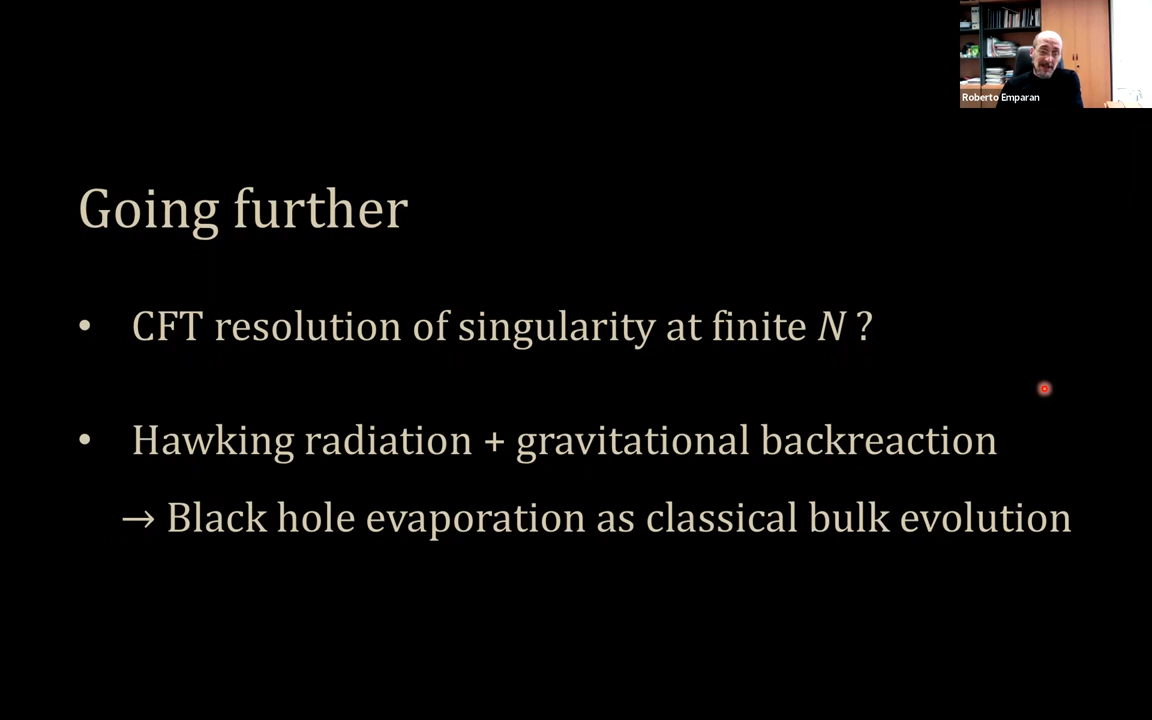 Roberto Emparan
Going further
• CFT resolution of singularity at finite N ?
• Hawking radiation + gravitational backreaction
→ Black hole evaporation as classical bulk evolution